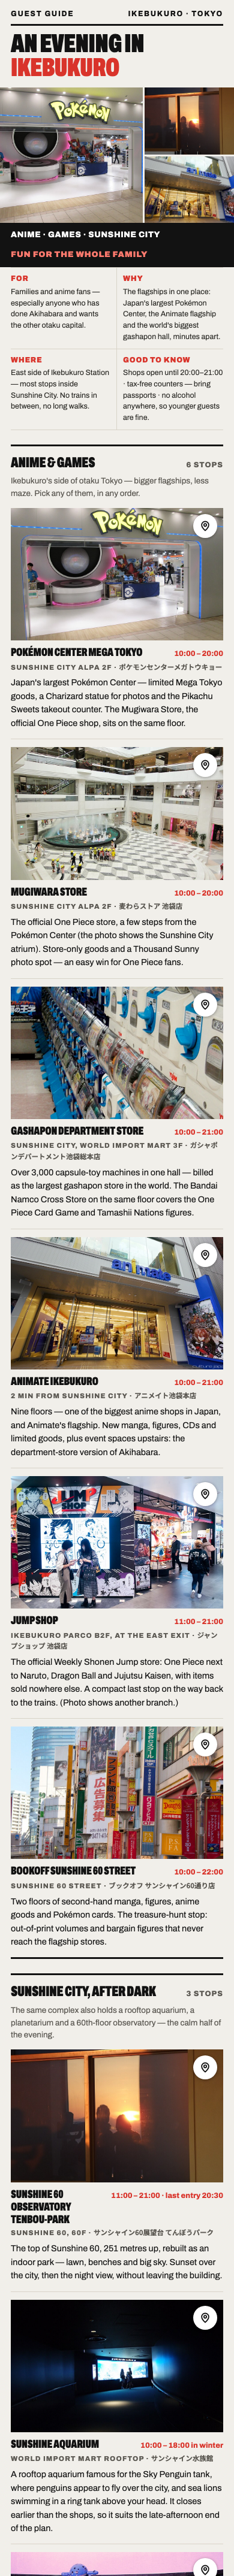 GUEST GUIDE
IKEBUKURO · TOKYO
AN EVENING IN
IKEBUKURO
Pokémon
ANIME · GAMES · SUNSHINE CITY
FUN FOR THE WHOLE FAMILY
FOR
Families and anime fans —
especially anyone who has
done Akihabara and wants
the other otaku capital.
WHY
The flagships in one place:
Japan's largest Pokémon
Center, the Animate flagship
and the world's biggest
gashapon hall, minutes apart.
WHERE
East side of Ikebukuro Station
— most stops inside
Sunshine City. No trains in
between, no long walks.
GOOD TO KNOW
Shops open until 20:00–21:00
· tax-free counters — bring
passports · no alcohol
anywhere, so younger guests
are fine.
ANIME & GAMES
6 STOPS
Ikebukuro's side of otaku Tokyo — bigger flagships, less
maze. Pick any of them, in any order.
Pokémon
POKÉMON CENTER MEGA TOKYO
10:00 – 20:00
SUNSHINE CITY ALPA 2F · ポケモンセンターメガトウキョー
Japan's largest Pokémon Center — limited Mega Tokyo
goods, a Charizard statue for photos and the Pikachu
Sweets takeout counter. The Mugiwara Store, the
official One Piece shop, sits on the same floor.
MUGIWARA STORE
10:00 – 20:00
SUNSHINE CITY ALPA 2F · 麦わらストア 池袋店
The official One Piece store, a few steps from the
Pokémon Center (the photo shows the Sunshine City
atrium). Store-only goods and a Thousand Sunny
photo spot — an easy win for One Piece fans.
GASHAPON DEPARTMENT STORE
10:00 – 21:00
SUNSHINE CITY, WORLD IMPORT MART 3F · ガシャポ
ンデパートメント池袋総本店
Over 3,000 capsule-toy machines in one hall — billed
as the largest gashapon store in the world. The Bandai
Namco Cross Store on the same floor covers the One
Piece Card Game and Tamashii Nations figures.
animate
ANIMATE IKEBUKURO
10:00 – 21:00
2 MIN FROM SUNSHINE CITY · アニメイト池袋本店
Nine floors — one of the biggest anime shops in Japan,
and Animate's flagship. New manga, figures, CDs and
limited goods, plus event spaces upstairs: the
department-store version of Akihabara.
JUMP
SHOP
JUMP SHOP
11:00 – 21:00
IKEBUKURO PARCO B2F, AT THE EAST EXIT · ジャン
プショップ 池袋店
The official Weekly Shonen Jump store: One Piece next
to Naruto, Dragon Ball and Jujutsu Kaisen, with items
sold nowhere else. A compact last stop on the way back
to the trains. (Photo shows another branch.)
広告募集
BOOKOFF SUNSHINE 60 STREET
10:00 – 22:00
SUNSHINE 60 STREET · ブックオフ サンシャイン60通り店
Two floors of second-hand manga, figures, anime
goods and Pokémon cards. The treasure-hunt stop:
out-of-print volumes and bargain figures that never
reach the flagship stores.
SUNSHINE CITY, AFTER DARK
3 STOPS
The same complex also holds a rooftop aquarium, a
planetarium and a 60th-floor observatory — the calm half of
the evening.
SUNSHINE 60
OBSERVATORY
TENBOU-PARK
11:00 – 21:00 · last entry 20:30
SUNSHINE 60, 60F · サンシャイン60展望台 てんぼうパーク
The top of Sunshine 60, 251 metres up, rebuilt as an
indoor park — lawn, benches and big sky. Sunset over
the city, then the night view, without leaving the building.
SUNSHINE AQUARIUM
10:00 – 18:00 in winter
WORLD IMPORT MART ROOFTOP · サンシャイン水族館
A rooftop aquarium famous for the Sky Penguin tank,
where penguins appear to fly over the city, and sea lions
swimming in a ring tank above your head. It closes
earlier than the shops, so it suits the late-afternoon end
of the plan.